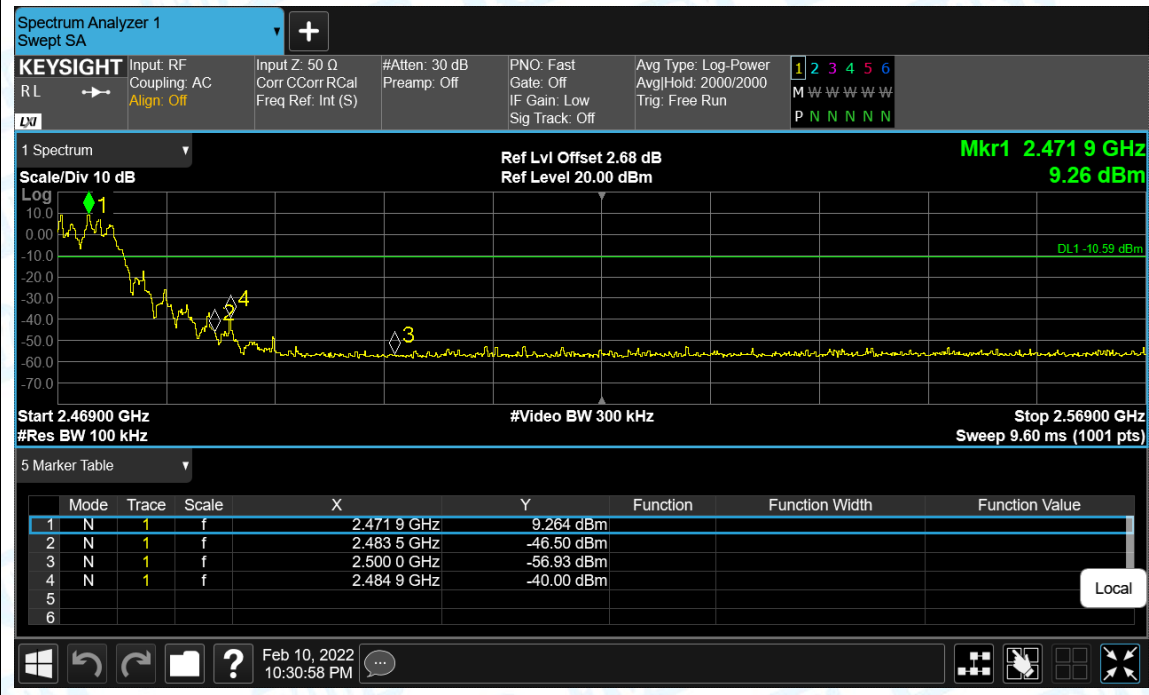 Spectrum Analyzer 1
Swept SA
+
KEYSIGHT
R L
LXI
Input: RF
Coupling: AC
Align: Off
Input Z: 50 Ω
Corr CCorr RCal
Freq Ref: Int (S)
#Atten: 30 dB
Preamp: Off
PNO: Fast
Gate: Off
IF Gain: Low
Sig Track: Off
Avg Type: Log-Power
Avg|Hold: 2000/2000
Trig: Free Run
1 2 3 4 5 6
M W W W W W
P N N N N N
1 Spectrum
Scale/Div 10 dB
Ref Lvl Offset 2.68 dB
Ref Level 20.00 dBm
Mkr1 2.471 9 GHz
9.26 dBm
Log
10.0
0.00
-10.0
-20.0
-30.0
-40.0
-50.0
-60.0
-70.0
1
2
4
3
DL1 -10.59 dBm
Start 2.46900 GHz
#Video BW 300 kHz
Stop 2.56900 GHz
#Res BW 100 kHz
Sweep 9.60 ms (1001 pts)
5 Marker Table
Mode Trace Scale X Y Function Function Width Function Value
1 N 1 f 2.471 9 GHz 9.264 dBm
2 N 1 f 2.483 5 GHz -46.50 dBm
3 N 1 f 2.500 0 GHz -56.93 dBm
4 N 1 f 2.484 9 GHz -40.00 dBm
5
6
Local
?
Feb 10, 2022
10:30:58 PM